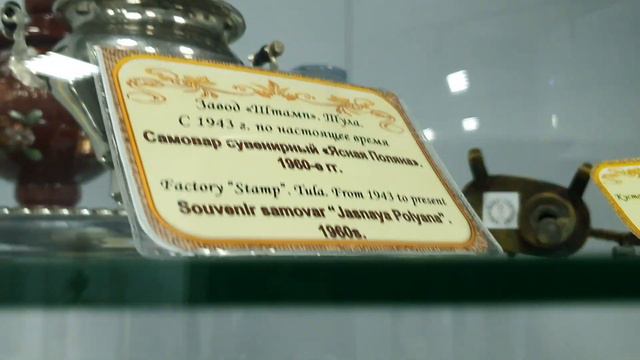 Завод «Штамп». Тула.
С 1943 г. по настоящее время
Самовар сувенирный «Ясная Поляна».
1960-е гг.
Factory "Stamp". Tula. From 1943 to present
Souvenir samovar "Jasnaya Polyana".
1960s.